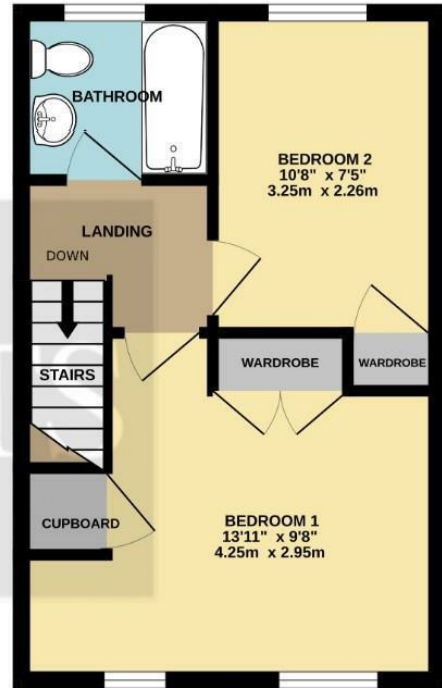 BATHROOM
BEDROOM 2
10'8" x 7'5"
3.25m x 2.26m
LANDING
DOWN
STAIRS
WARDROBE
WARDROBE
CUPBOARD
BEDROOM 1
13'11" x 9'8"
4.25m x 2.95m